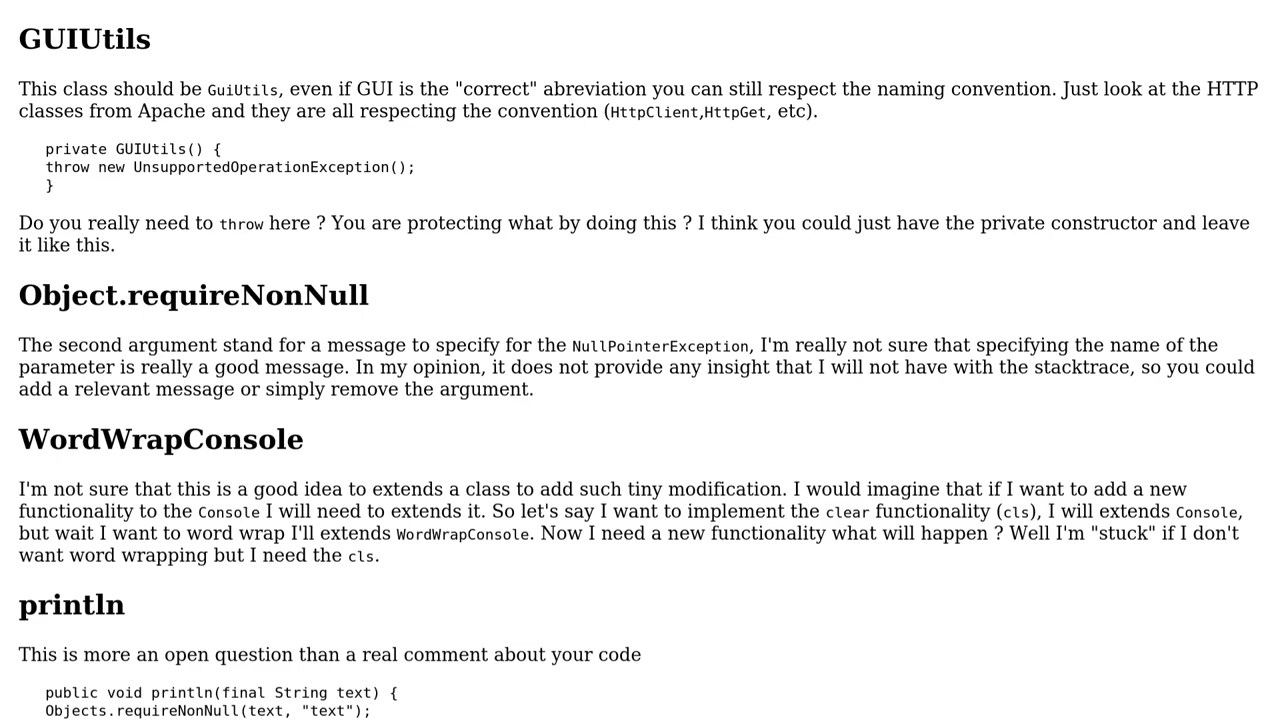 GUIUtils
This class should be GuiUtils, even if GUI is the "correct" abreviation you can still respect the naming convention. Just look at the HTTP
classes from Apache and they are all respecting the convention (HttpClient,HttpGet, etc).
private GUIUtils() {
throw new UnsupportedOperationException();
}
Do you really need to throw here ? You are protecting what by doing this ? I think you could just have the private constructor and leave
it like this.
Object.requireNonNull
The second argument stand for a message to specify for the NullPointerException, I'm really not sure that specifying the name of the
parameter is really a good message. In my opinion, it does not provide any insight that I will not have with the stacktrace, so you could
add a relevant message or simply remove the argument.
WordWrapConsole
I'm not sure that this is a good idea to extends a class to add such tiny modification. I would imagine that if I want to add a new
functionality to the Console I will need to extends it. So let's say I want to implement the clear functionality (cls), I will extends Console,
but wait I want to word wrap I'll extends WordWrapConsole. Now I need a new functionality what will happen ? Well I'm "stuck" if I don't
want word wrapping but I need the cls.
println
This is more an open question than a real comment about your code
public void println(final String text) {
Objects.requireNonNull(text, "text");